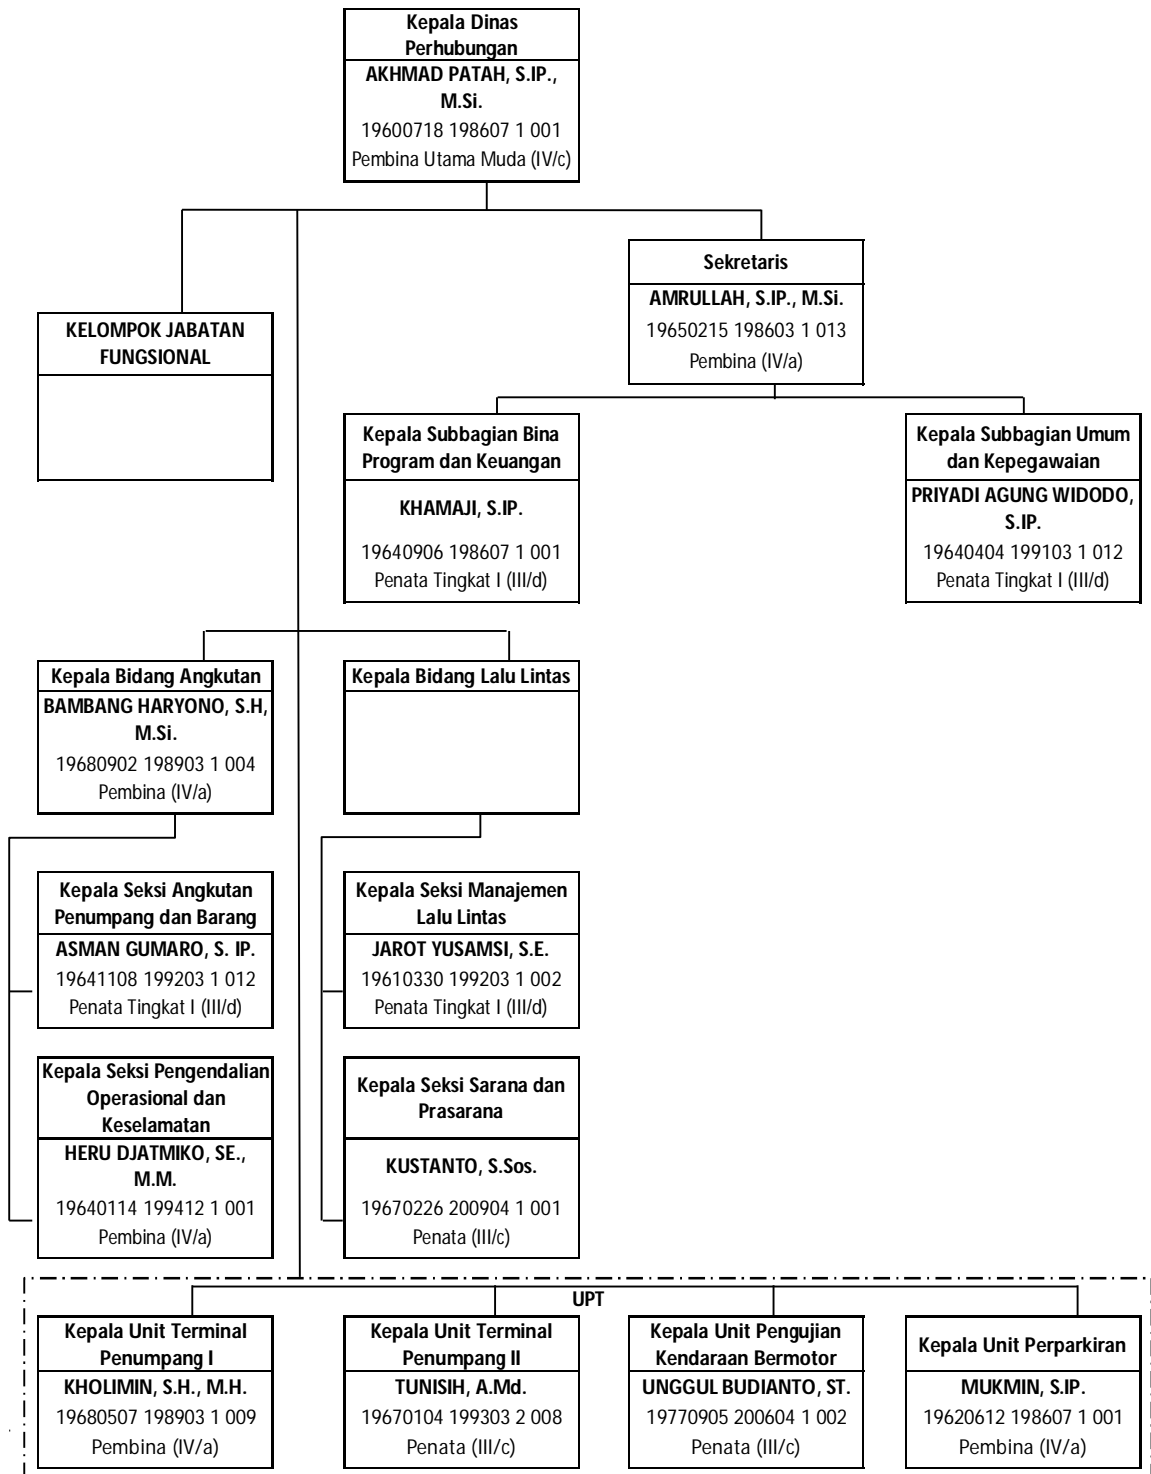 Kepala Dinas
Perhubungan
AKHMAD PATAH, S.IP.,
M.Si.
19600718 198607 1 001
Pembina Utama Muda (IV/c)
Sekretaris
AMRULLAH, S.IP., M.Si.
19650215 198603 1 013
Pembina (IV/a)
KELOMPOK JABATAN
FUNGSIONAL
Kepala Subbagian Bina
Program dan Keuangan
KHAMAJI, S.IP.
19640906 198607 1 001
Penata Tingkat I (III/d)
Kepala Subbagian Umum
dan Kepegawaian
PRIYADI AGUNG WIDODO,
S.IP.
19640404 199103 1 012
Penata Tingkat I (III/d)
Kepala Bidang Angkutan
BAMBANG HARYONO, S.H,
M.Si.
19680902 198903 1 004
Pembina (IV/a)
Kepala Bidang Lalu Lintas
Kepala Seksi Angkutan
Penumpang dan Barang
ASMAN GUMARO, S. IP.
19641108 199203 1 012
Penata Tingkat I (III/d)
Kepala Seksi Manajemen
Lalu Lintas
JAROT YUSAMSI, S.E.
19610330 199203 1 002
Penata Tingkat I (III/d)
Kepala Seksi Pengendalian
Operasional dan
Keselamatan
HERU DJATMIKO, SE.,
M.M.
19640114 199412 1 001
Pembina (IV/a)
Kepala Seksi Sarana dan
Prasarana
KUSTANTO, S.Sos.
19670226 200904 1 001
Penata (III/c)
UPT
Kepala Unit Terminal
Penumpang I
KHOLIMIN, S.H., M.H.
19680507 198903 1 009
Pembina (IV/a)
Kepala Unit Terminal
Penumpang II
TUNISIH, A.Md.
19670104 199303 2 008
Penata (III/c)
Kepala Unit Pengujian
Kendaraan Bermotor
UNGGUL BUDIANTO, ST.
19770905 200604 1 002
Penata (III/c)
Kepala Unit Perparkiran
MUKMIN, S.IP.
19620612 198607 1 001
Pembina (IV/a)